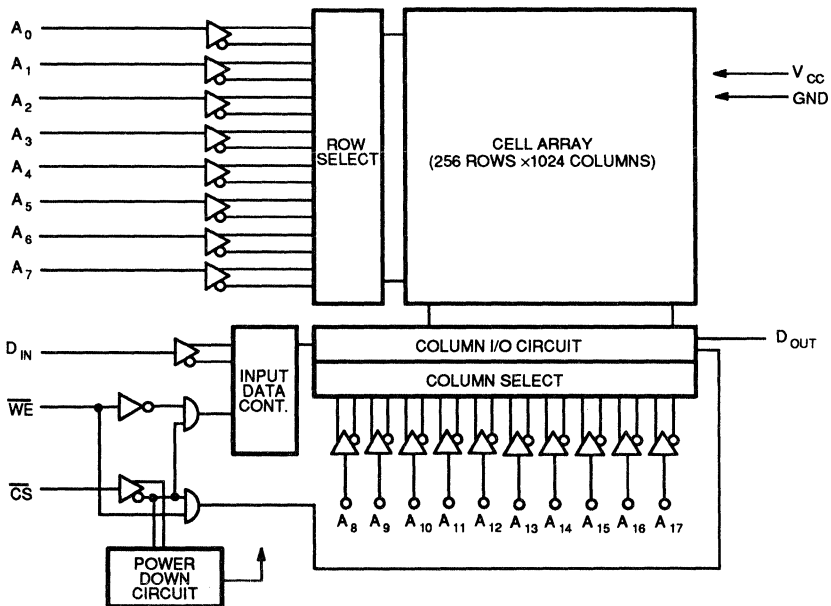 A0
A1
A2
A3
A4
A5
A6
A7
ROW
SELECT
CELL ARRAY
(256 ROWS ×1024 COLUMNS)
VCC
GND
DIN
WE
CS
INPUT
DATA
CONT.
COLUMN I/O CIRCUIT
COLUMN SELECT
DOUT
A8 A9 A10 A11 A12 A13 A14 A15 A16 A17
POWER
DOWN
CIRCUIT